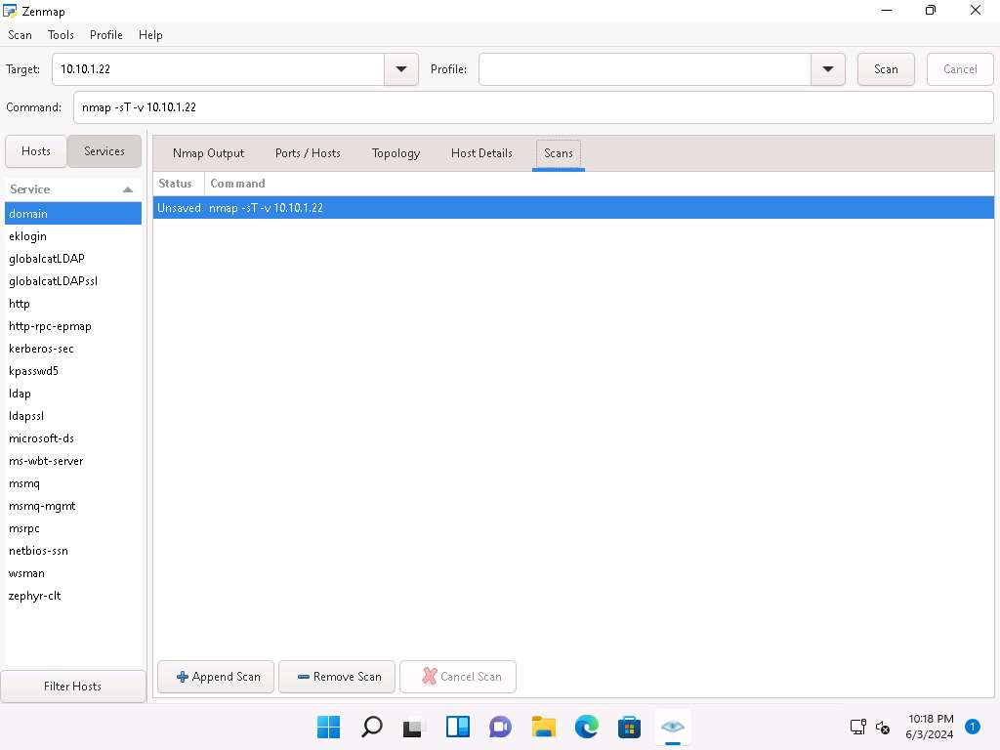 Zenmap
Scan Tools Profile Help
Target: 10.10.1.22 Profile: Scan Cancel
Command: nmap -sT -v 10.10.1.22
Hosts Services
Nmap Output Ports / Hosts Topology Host Details Scans
Service
Status Command
Unsaved nmap -sT -v 10.10.1.22
domain
eklogin
globalcatLDAP
globalcatLDAPssl
http
http-rpc-epmap
kerberos-sec
kpasswd5
ldap
ldapssl
microsoft-ds
ms-wbt-server
msmq
msmq-mgmt
msrpc
netbios-ssn
wsman
zephyr-clt
Append Scan Remove Scan Cancel Scan
Filter Hosts
10:18 PM
6/3/2024
1